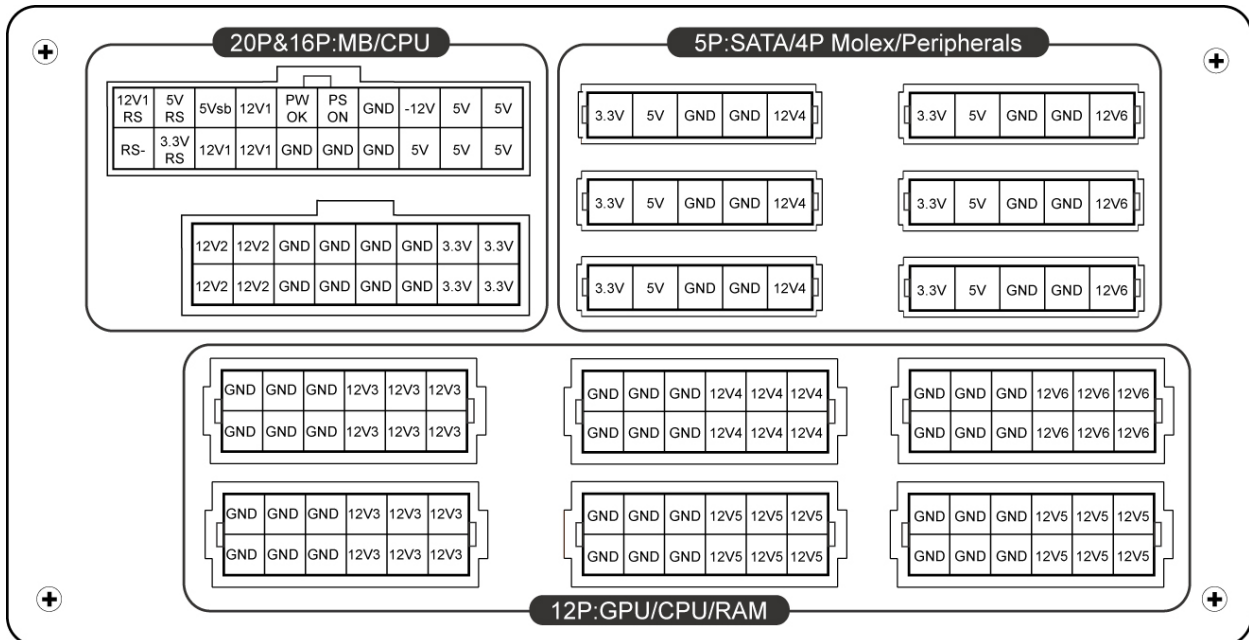 20P&16P:MB/CPU
12V1 RS 5V RS 5Vsb 12V1 PW OK PS ON GND -12V 5V 5V
RS- 3.3V RS 12V1 12V1 GND GND GND 5V 5V 5V
12V2 12V2 GND GND GND GND 3.3V 3.3V
12V2 12V2 GND GND GND GND 3.3V 3.3V
5P:SATA/4P Molex/Peripherals
3.3V 5V GND GND 12V4
3.3V 5V GND GND 12V6
3.3V 5V GND GND 12V4
3.3V 5V GND GND 12V6
3.3V 5V GND GND 12V4
3.3V 5V GND GND 12V6
GND GND GND 12V3 12V3 12V3
GND GND GND 12V3 12V3 12V3
GND GND GND 12V4 12V4 12V4
GND GND GND 12V4 12V4 12V4
GND GND GND 12V6 12V6 12V6
GND GND GND 12V6 12V6 12V6
GND GND GND 12V3 12V3 12V3
GND GND GND 12V3 12V3 12V3
GND GND GND 12V5 12V5 12V5
GND GND GND 12V5 12V5 12V5
GND GND GND 12V5 12V5 12V5
GND GND GND 12V5 12V5 12V5
12P:GPU/CPU/RAM